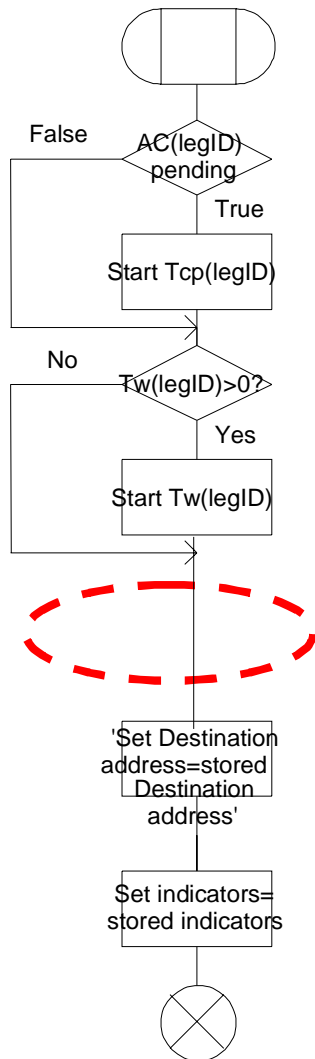 False
AC(legID)
pending
True
Start Tcp(legID)
No
Tw(legID)>0?
Yes
Start Tw(legID)
'Set Destination
address=stored
Destination
address'
Set indicators=
stored indicators